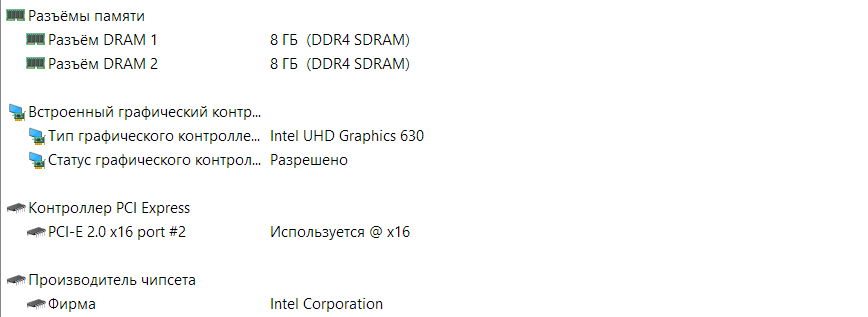 Разъёмы памяти
Разъём DRAM 1 8 ГБ (DDR4 SDRAM)
Разъём DRAM 2 8 ГБ (DDR4 SDRAM)
Встроенный графический контр...
Тип графического контролле... Intel UHD Graphics 630
Статус графического контрол... Разрешено
Контроллер PCI Express
PCI-E 2.0 x16 port #2 Используется @ x16
Производитель чипсета
Фирма Intel Corporation